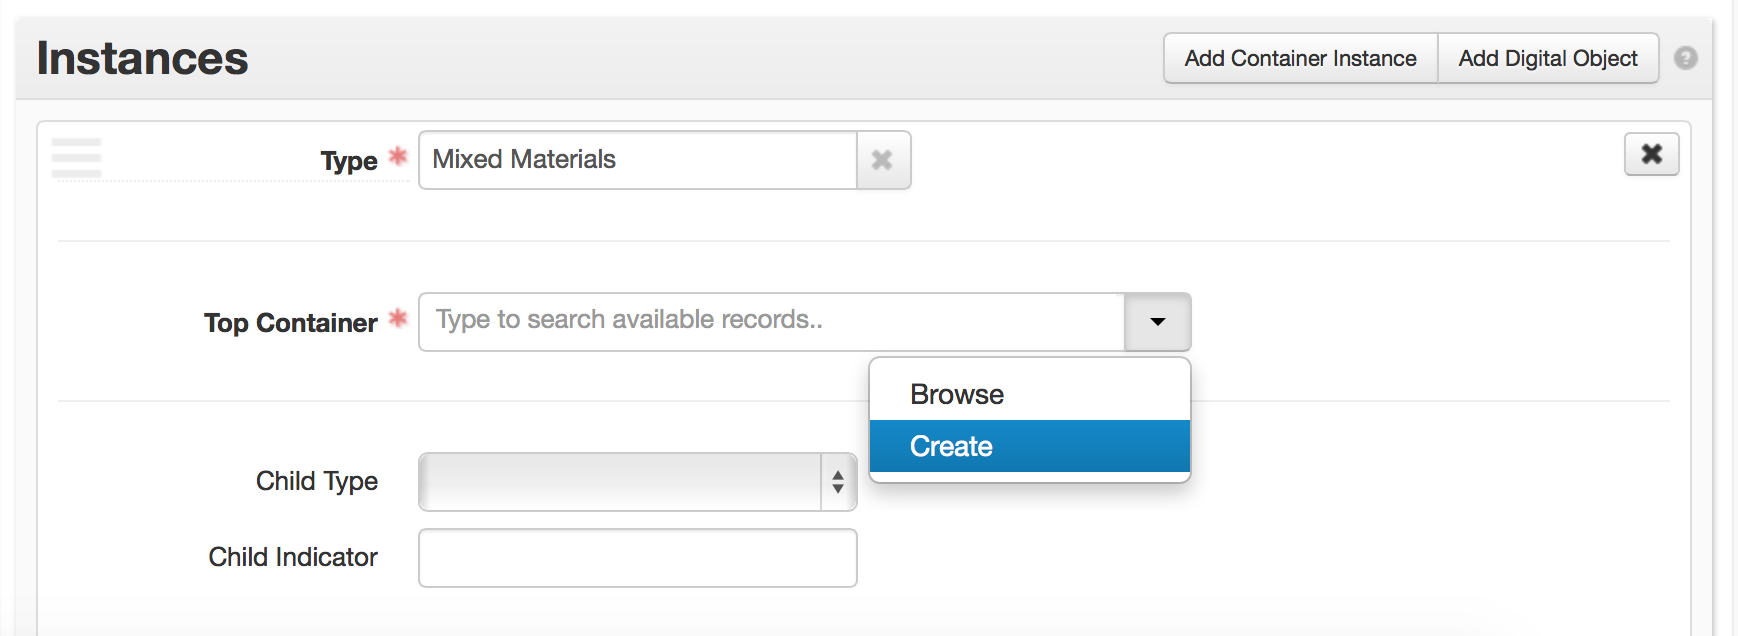 Instances
Add Container Instance
Add Digital Object
?
Type *
Mixed Materials
Top Container *
Type to search available records..
Browse
Create
Child Type
Child Indicator